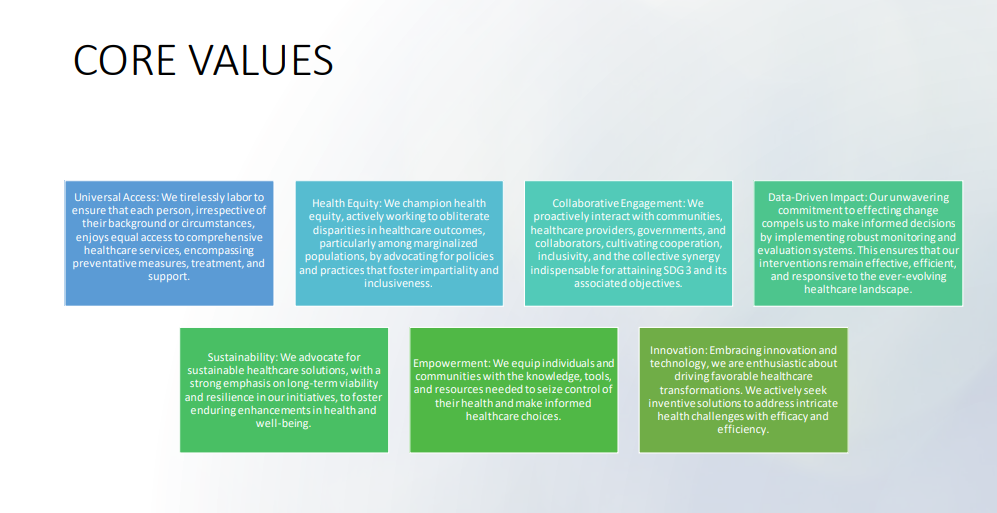 CORE VALUES
Universal Access: We tirelessly labor to
ensure that each person, irrespective of
their background or circumstances,
enjoys equal access to comprehensive
healthcare services, encompassing
preventative measures, treatment, and
support.
Health Equity: We champion health
equity, actively working to obliterate
disparities in healthcare outcomes,
particularly among marginalized
populations, by advocating for policies
and practices that foster impartiality and
inclusiveness.
Collaborative Engagement: We
proactively interact with communities,
healthcare providers, governments, and
collaborators, cultivating cooperation,
inclusivity, and the collective synergy
indispensable for attaining SDG 3 and its
associated objectives.
Data-Driven Impact: Our unwavering
commitment to effecting change
compels us to make informed decisions
by implementing robust monitoring and
evaluation systems. This ensures that our
interventions remain effective, efficient,
and responsive to the ever-evolving
healthcare landscape.
Sustainability: We advocate for
sustainable healthcare solutions, with a
strong emphasis on long-term viability
and resilience in our initiatives, to foster
enduring enhancements in health and
well-being.
Empowerment: We equip individuals and
communities with the knowledge, tools,
and resources needed to seize control of
their health and make informed
healthcare choices.
Innovation: Embracing innovation and
technology, we are enthusiastic about
driving favorable healthcare
transformations. We actively seek
inventive solutions to address intricate
health challenges with efficacy and
efficiency.